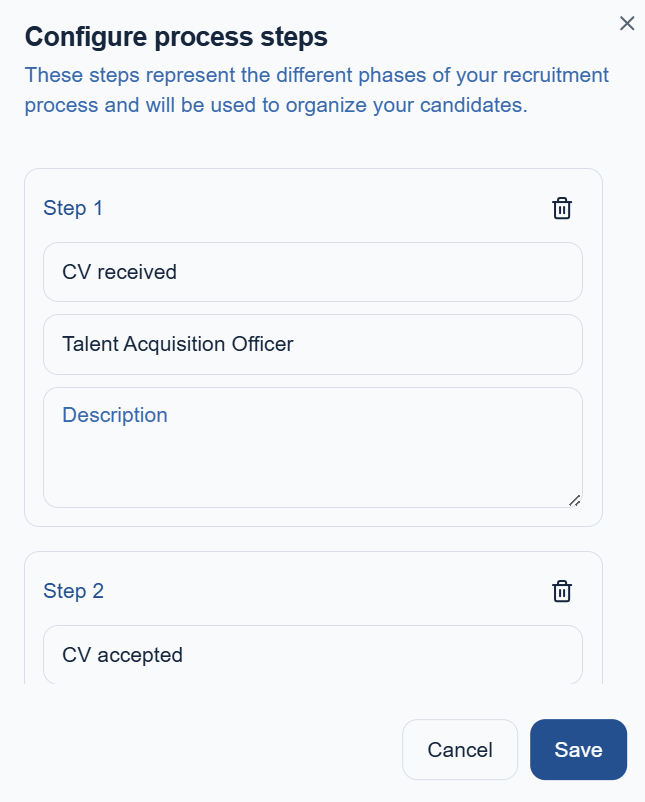 Configure process steps
These steps represent the different phases of your recruitment
process and will be used to organize your candidates.
Step 1
CV received
Talent Acquisition Officer
Description
Step 2
CV accepted
Cancel
Save